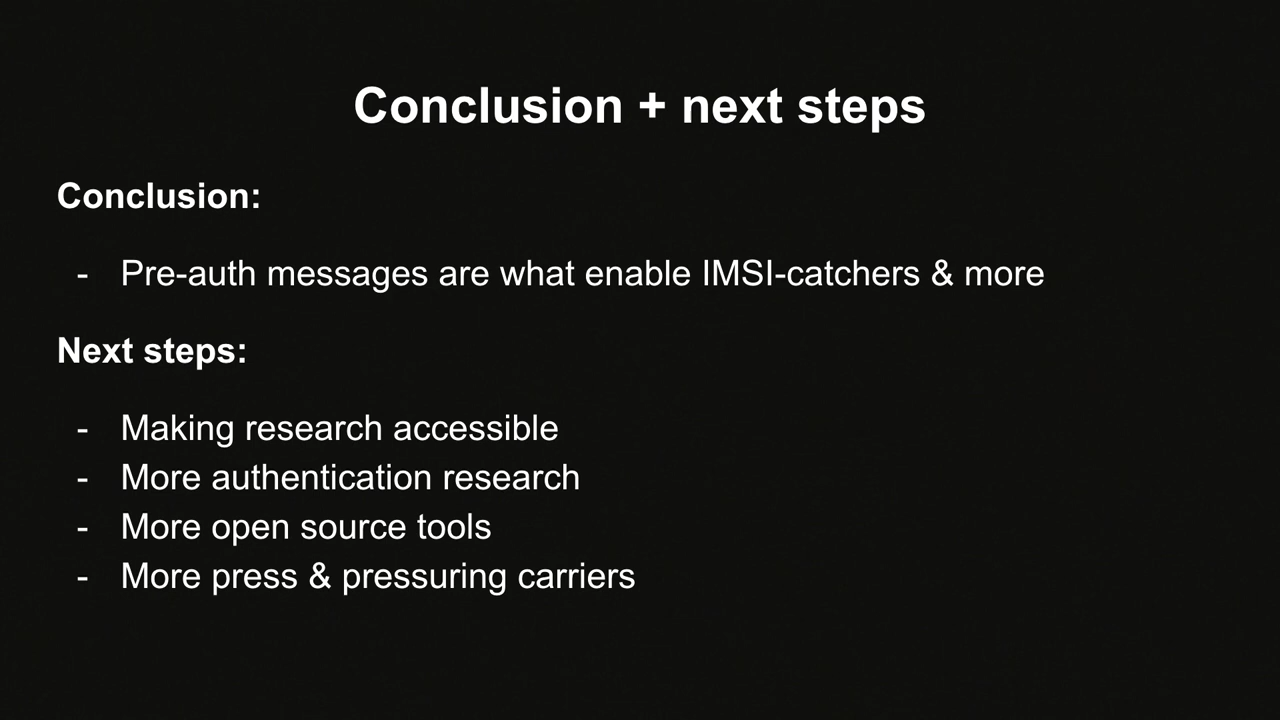 Conclusion + next steps
Conclusion:
- Pre-auth messages are what enable IMSI-catchers & more
Next steps:
- Making research accessible
- More authentication research
- More open source tools
- More press & pressuring carriers